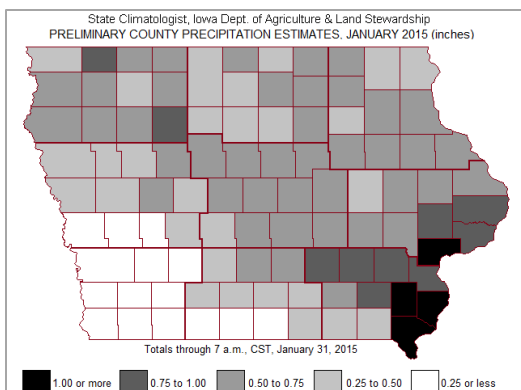 State Climatologist, Iowa Dept. of Agriculture & Land Stewardship
PRELIMINARY COUNTY PRECIPITATION ESTIMATES, JANUARY 2015 (inches)
Totals through 7 a.m., CST, January 31, 2015
1.00 or more
0.75 to 1.00
0.50 to 0.75
0.25 to 0.50
0.25 or less